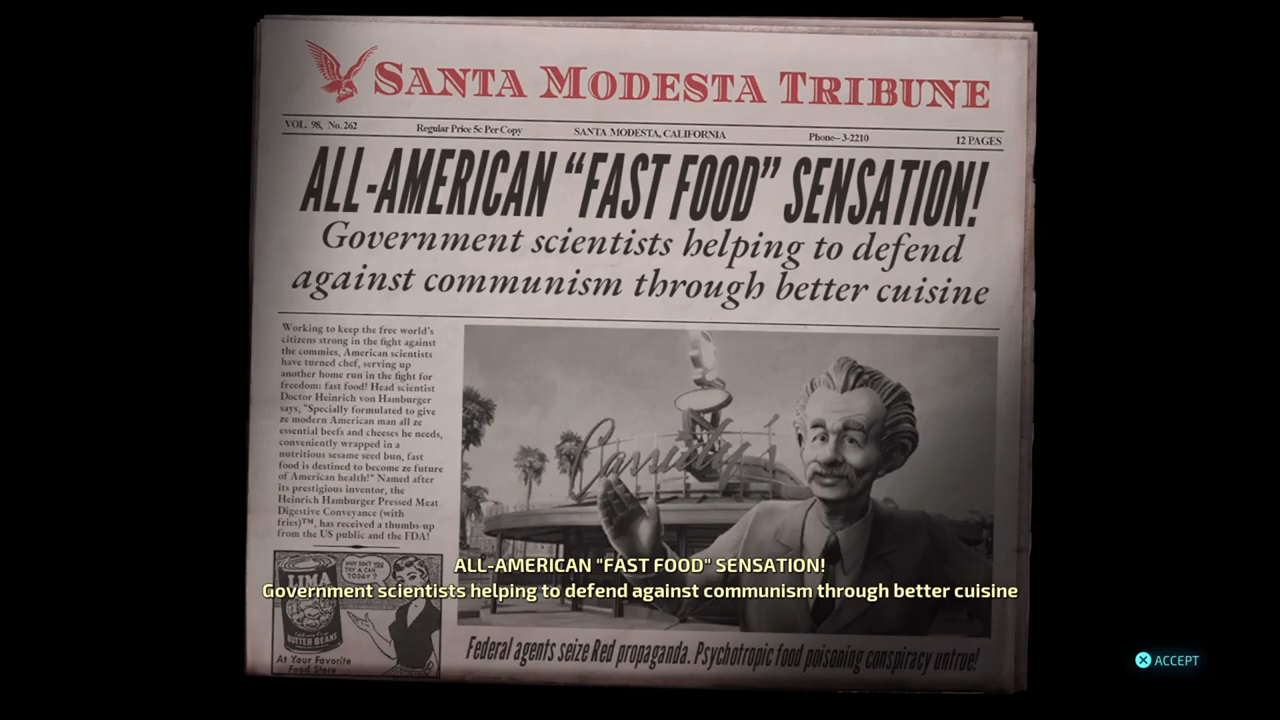 SANTA MODESTA TRIBUNE
VOL. 98, No. 262
Regular Price 5c Per Copy
SANTA MODESTA, CALIFORNIA
Phone–3-2210
12 PAGES
ALL-AMERICAN “FAST FOOD” SENSATION!
Government scientists helping to defend
against communism through better cuisine
Working to keep the free world's
citizens strong in the fight against
the commies, American scientists
have turned chef, serving up
another home run in the fight for
freedom: fast food! Head scientist
Doctor Heinrich von Hamburger
says, "Specially formulated to give
ze modern American man all ze
essential beefs and cheeses he needs,
conveniently wrapped in a
nutritious sesame seed bun, fast
food is destined to become ze future
of American health!" Named after
its prestigious inventor, the
Heinrich Hamburger Pressed Meat
Digestive Conveyance (with
fries)™, has received a thumbs-up
from the US public and the FDA!
Cassidy's
LIMA
BUTTER BEANS
WHY DON'T YOU
TRY A CAN
TODAY?
At Your Favorite
Food Store
ALL-AMERICAN "FAST FOOD" SENSATION!
Government scientists helping to defend against communism through better cuisine
Federal agents seize Red propaganda. Psychotropic food poisoning conspiracy untrue!
ACCEPT